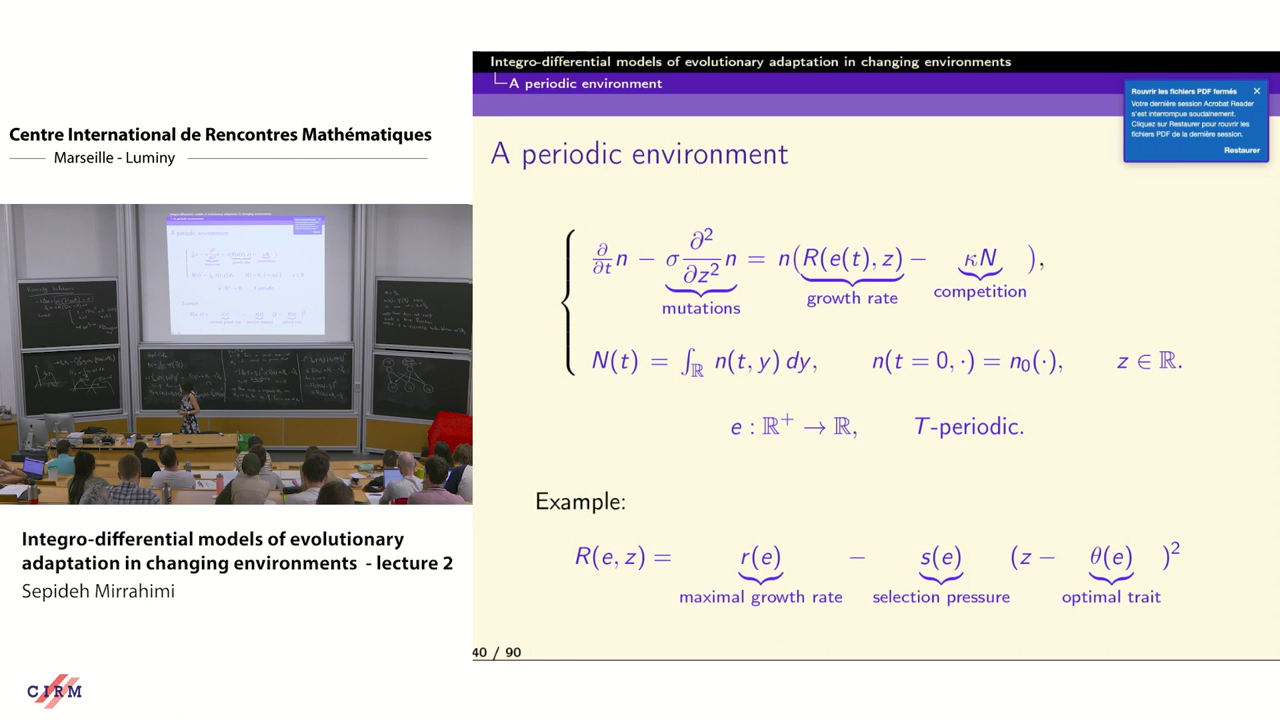 Centre International de Rencontres Mathématiques
Marseille - Luminy
Integro-differential models of evolutionary
adaptation in changing environments - lecture 2
Sepideh Mirrahimi
CIRM
Integro-differential models of evolutionary adaptation in changing environments
A periodic environment
Rouvrir les fichiers PDF fermés ×
Votre dernière session Acrobat Reader
s'est interrompue soudainement.
Cliquez sur Restaurer pour rouvrir les
fichiers PDF de la dernière session.
Restaurer
A periodic environment
∂/∂t n − σ ∂²/∂z² n = n(R(e(t), z) − κN),
mutations growth rate competition
N(t) = ∫_ℝ n(t, y) dy, n(t = 0, ·) = n₀(·), z ∈ ℝ.
e : ℝ⁺ → ℝ, T-periodic.
Example:
R(e, z) = r(e) − s(e) (z − θ(e))²
maximal growth rate selection pressure optimal trait
40 / 90